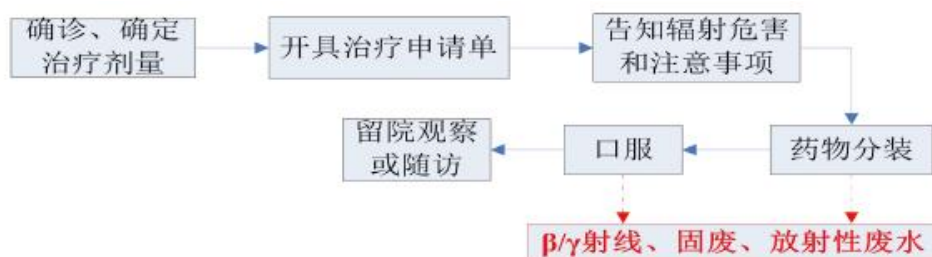 确诊、确定
治疗剂量
开具治疗申请单
告知辐射危害
和注意事项
药物分装
口服
留院观察
或随访
β/γ射线、固废、放射性废水